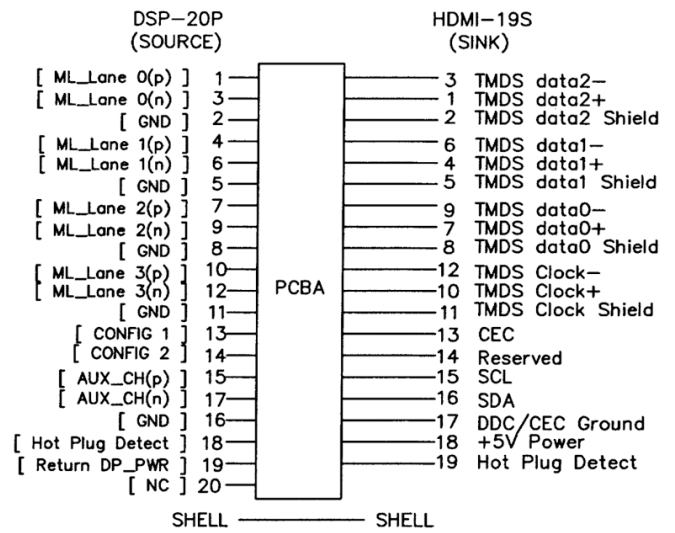 DSP-20P HDMI-19S
(SOURCE) (SINK)
[ ML_Lane 0(p) ] 1 3 TMDS data2-
[ ML_Lane 0(n) ] 3 1 TMDS data2+
[ GND ] 2 2 TMDS data2 Shield
[ ML_Lane 1(p) ] 4 6 TMDS data1-
[ ML_Lane 1(n) ] 6 4 TMDS data1+
[ GND ] 5 5 TMDS data1 Shield
[ ML_Lane 2(p) ] 7 9 TMDS data0-
[ ML_Lane 2(n) ] 9 7 TMDS data0+
[ GND ] 8 8 TMDS data0 Shield
[ ML_Lane 3(p) ] 10 12 TMDS Clock-
[ ML_Lane 3(n) ] 12 PCBA 10 TMDS Clock+
[ GND ] 11 11 TMDS Clock Shield
[ CONFIG 1 ] 13 13 CEC
[ CONFIG 2 ] 14 14 Reserved
[ AUX_CH(p) ] 15 15 SCL
[ AUX_CH(n) ] 17 16 SDA
[ GND ] 16 17 DDC/CEC Ground
[ Hot Plug Detect ] 18 18 +5V Power
[ Return DP_PWR ] 19 19 Hot Plug Detect
[ NC ] 20
SHELL SHELL